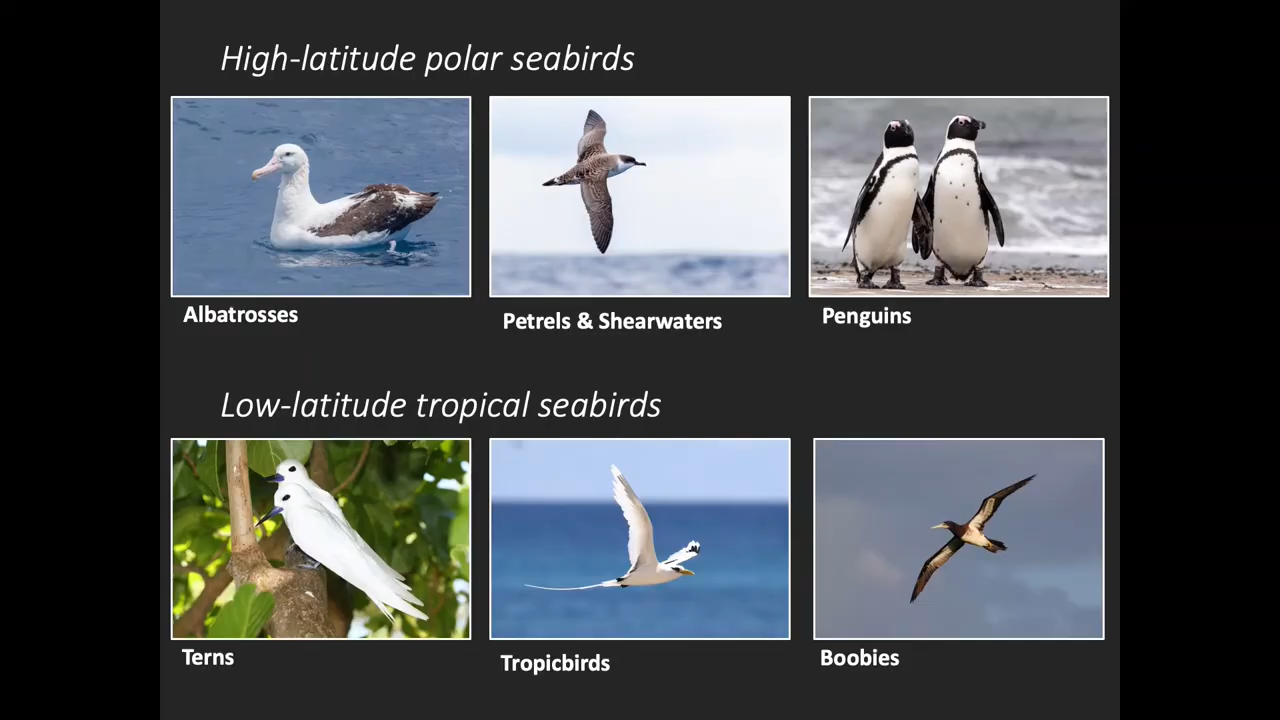 High-latitude polar seabirds
Albatrosses
Petrels & Shearwaters
Penguins
Low-latitude tropical seabirds
Terns
Tropicbirds
Boobies